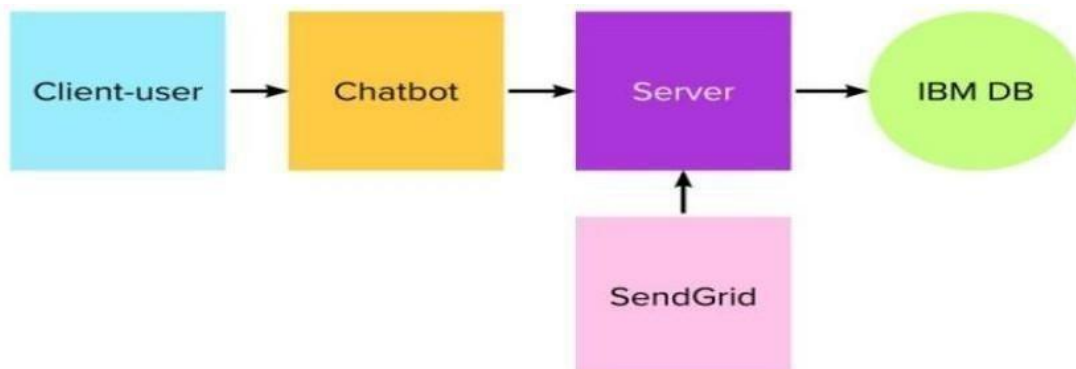 Client-user
Chatbot
Server
IBM DB
SendGrid